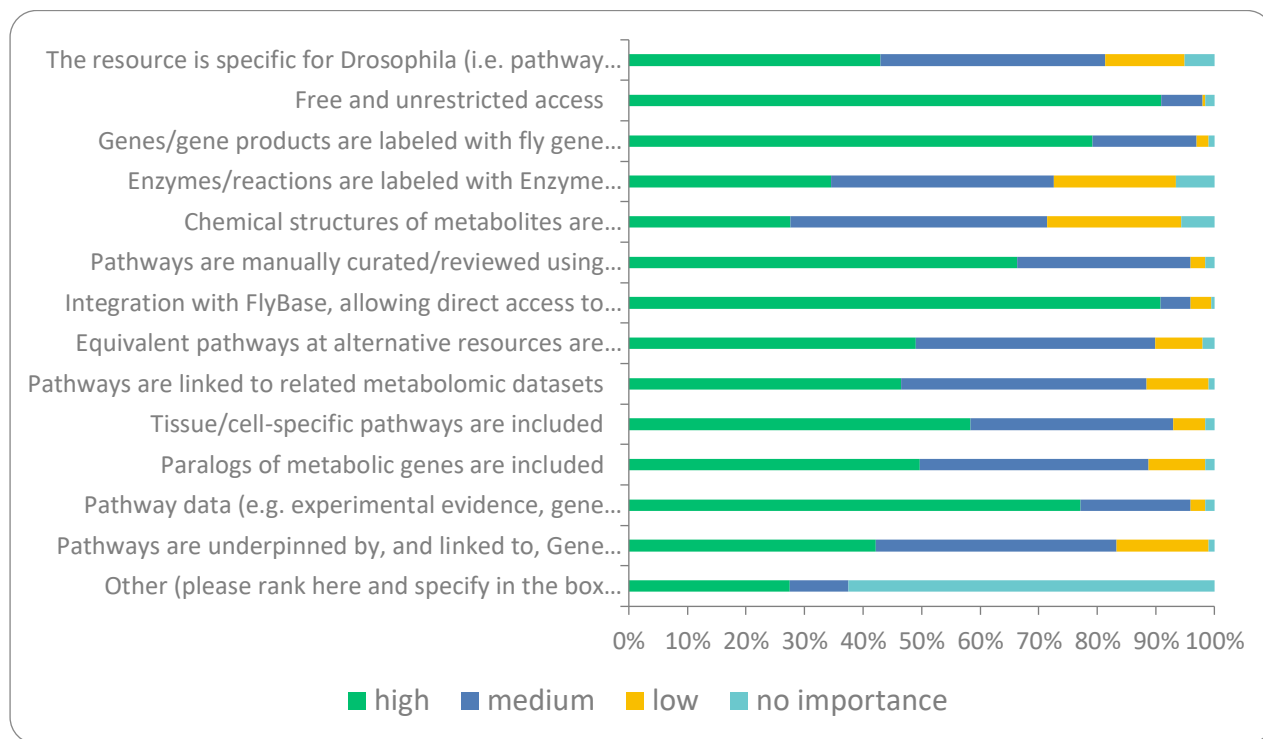 The resource is specific for Drosophila (i.e. pathway...
Free and unrestricted access
Genes/gene products are labeled with fly gene...
Enzymes/reactions are labeled with Enzyme...
Chemical structures of metabolites are...
Pathways are manually curated/reviewed using...
Integration with FlyBase, allowing direct access to...
Equivalent pathways at alternative resources are...
Pathways are linked to related metabolomic datasets
Tissue/cell-specific pathways are included
Paralogs of metabolic genes are included
Pathway data (e.g. experimental evidence, gene...
Pathways are underpinned by, and linked to, Gene...
Other (please rank here and specify in the box...
0% 10% 20% 30% 40% 50% 60% 70% 80% 90% 100%
high medium low no importance